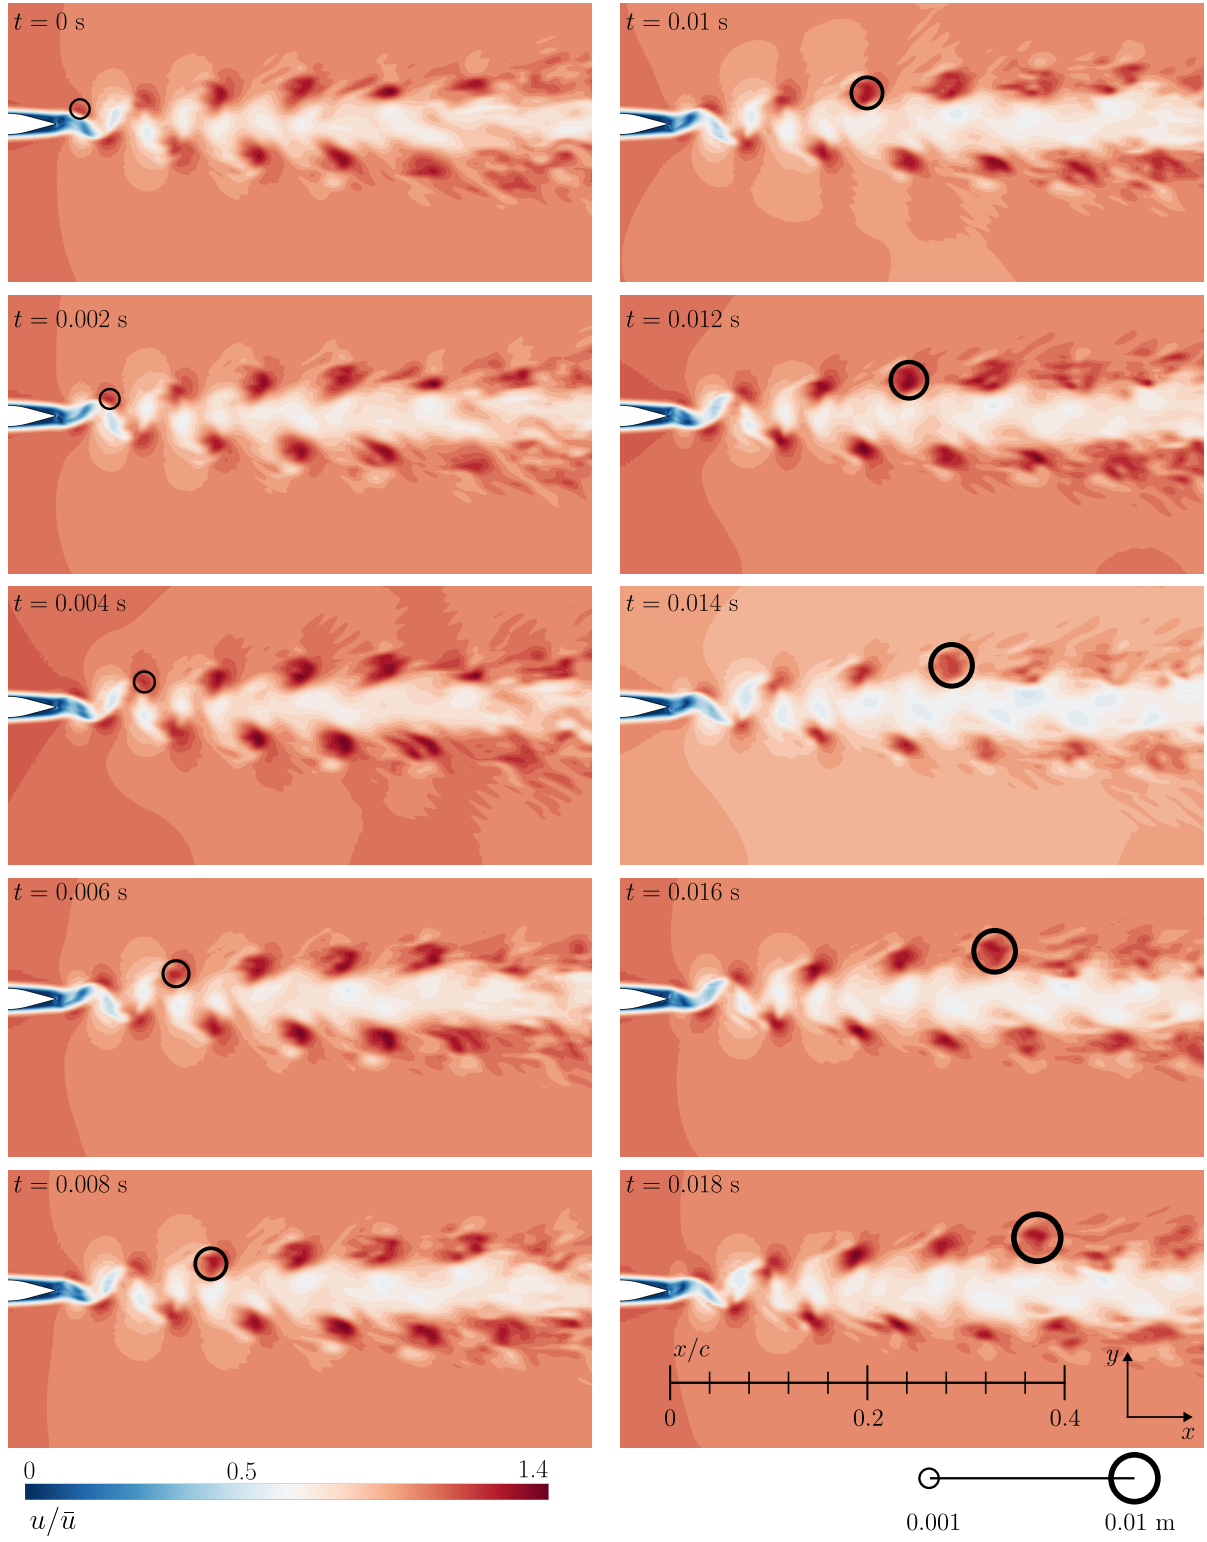 t = 0 s
t = 0.01 s
t = 0.002 s
t = 0.012 s
t = 0.004 s
t = 0.014 s
t = 0.006 s
t = 0.016 s
t = 0.008 s
t = 0.018 s
x/c
0 0.2 0.4
y
x
0 0.5 1.4
u/ū
0.001 0.01 m